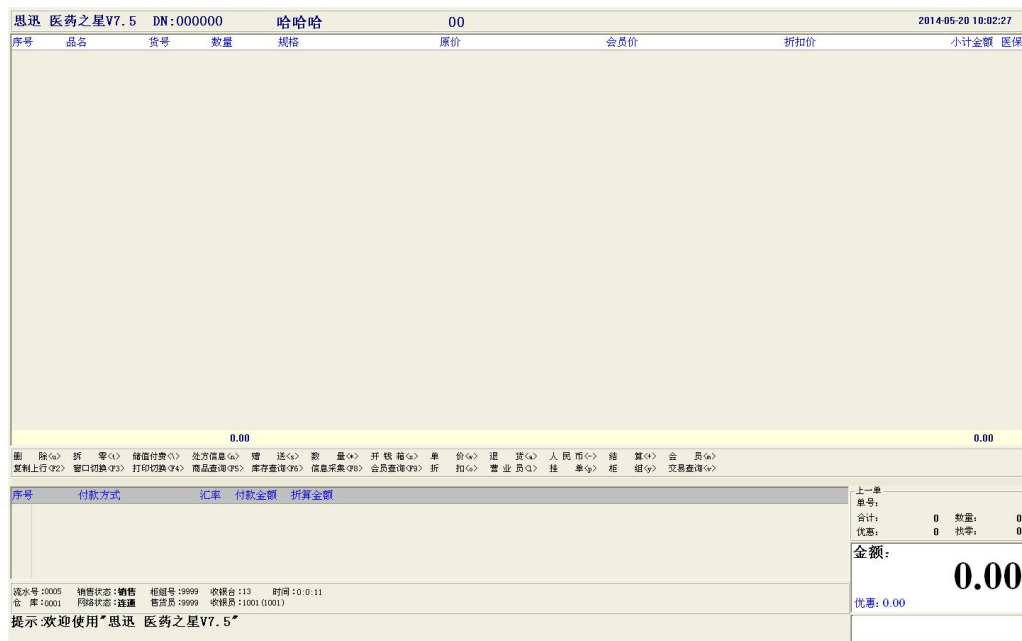 思迅 医药之星V7.5 DN:000000 哈哈哈 00 2014-05-20 10:02:27
序号 品名 货号 数量 规格 原价 会员价 折扣价 小计金额 医保
0.00 0.00
删 除 拆 零<t> 储值付费<\> 处方信息<n> 赠 送 数 量<*> 开 钱 箱 单 价<w> 退 货 人 民 币<-> 结 算<+> 会 员
复制上行<F2> 窗口切换<F3> 打印切换<F4> 商品查询<F5> 库存查询<F6> 信息采集<F8> 会员查询<F9> 折 扣 营 业 员 挂 单<p> 柜 组<y> 交易查询<v>
序号 付款方式 汇率 付款金额 折算金额
上一单
单号:
合计: 0 数量: 0
优惠: 0 找零: 0
金额:
0.00
优惠: 0.00
流水号:0005 销售状态:销售 柜组号:9999 收银台:13 时间:0:0:11
仓 库:0001 网络状态:连通 售货员:9999 收银员:1001(1001)
提示:欢迎使用"思迅 医药之星V7.5"